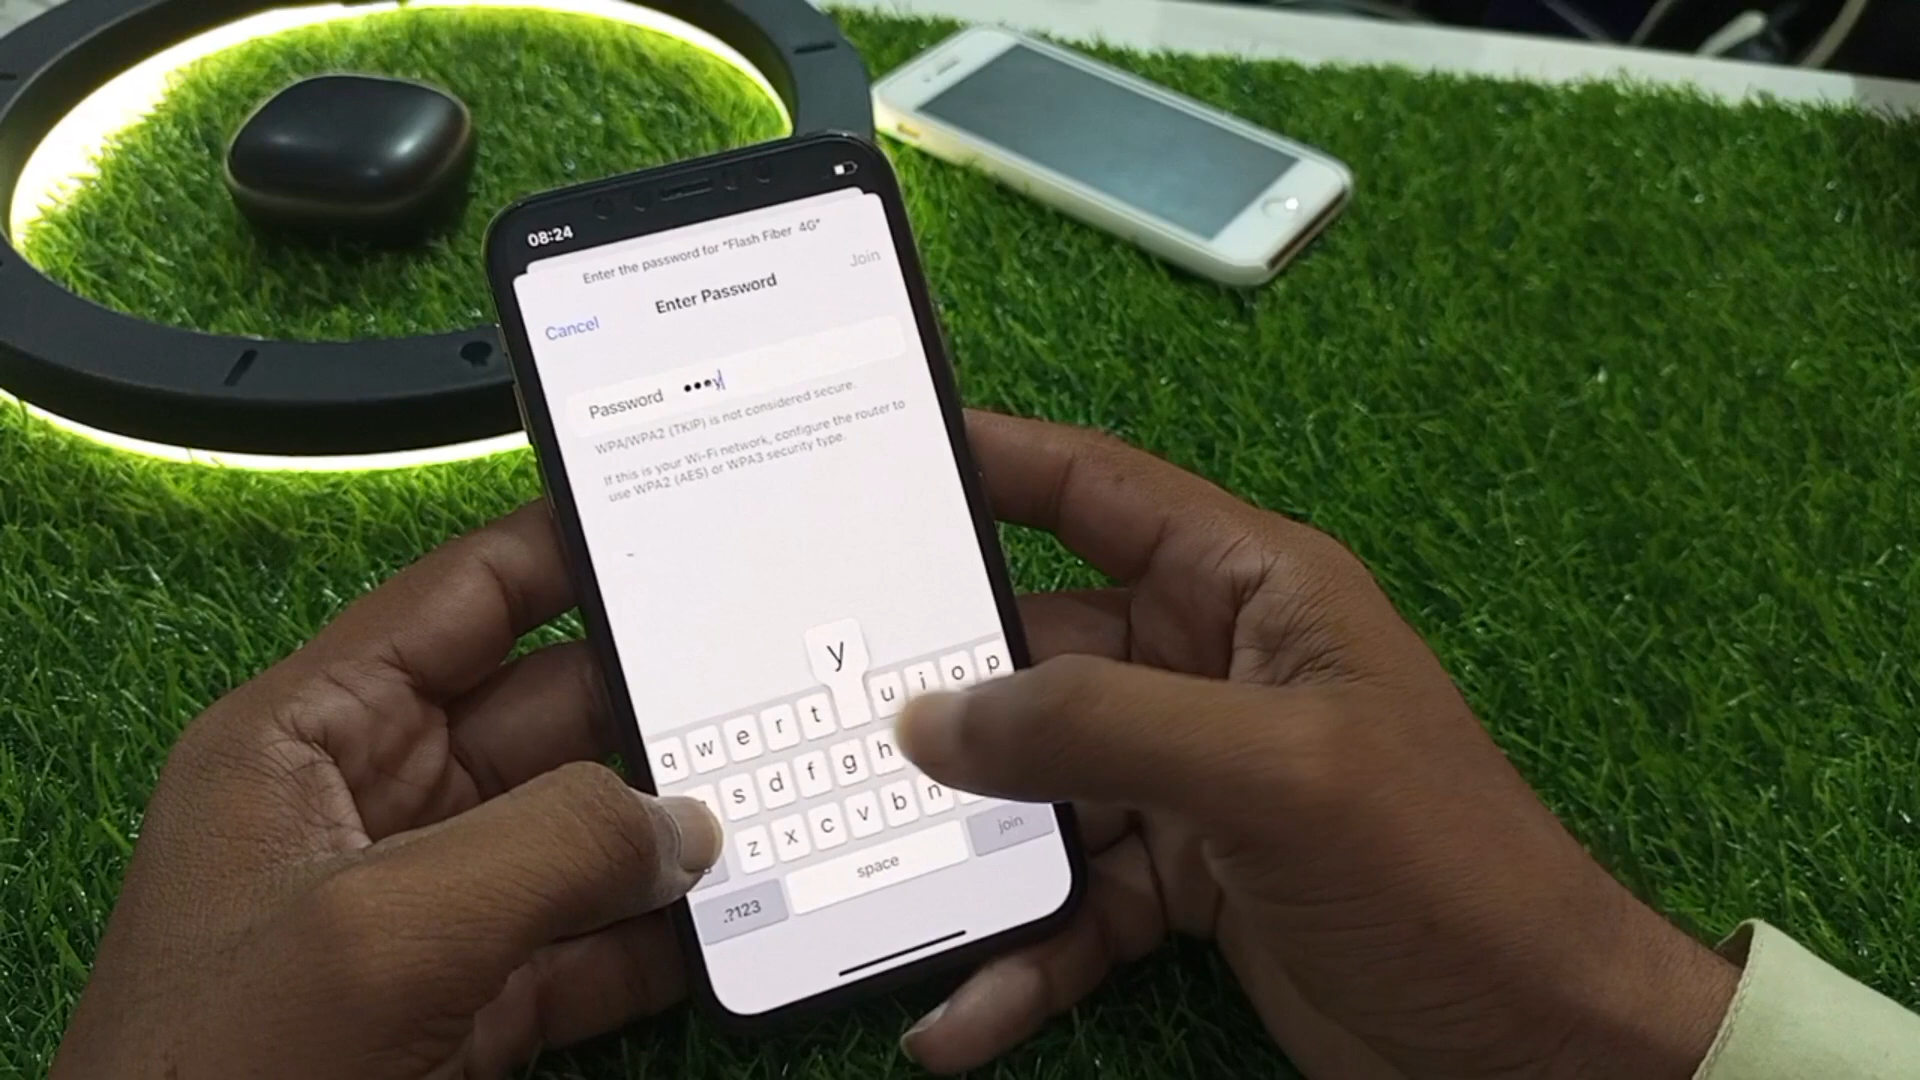 08:24
Enter the password for "Flash Fiber 4G"
Cancel
Enter Password
Join
Password •••y
WPA/WPA2 (TKIP) is not considered secure.
If this is your Wi-Fi network, configure the router to
use WPA2 (AES) or WPA3 security type.
y
q w e r t u i o p
s d f g h
z x c v b n
.?123 space join